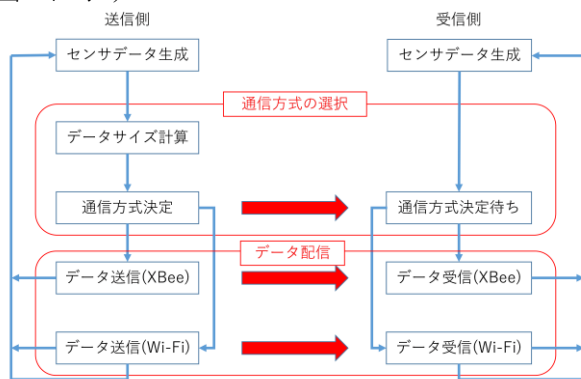 送信側
受信側
センサデータ生成
センサデータ生成
通信方式の選択
データサイズ計算
通信方式決定
通信方式決定待ち
データ配信
データ送信(XBee)
データ受信(XBee)
データ送信(Wi-Fi)
データ受信(Wi-Fi)